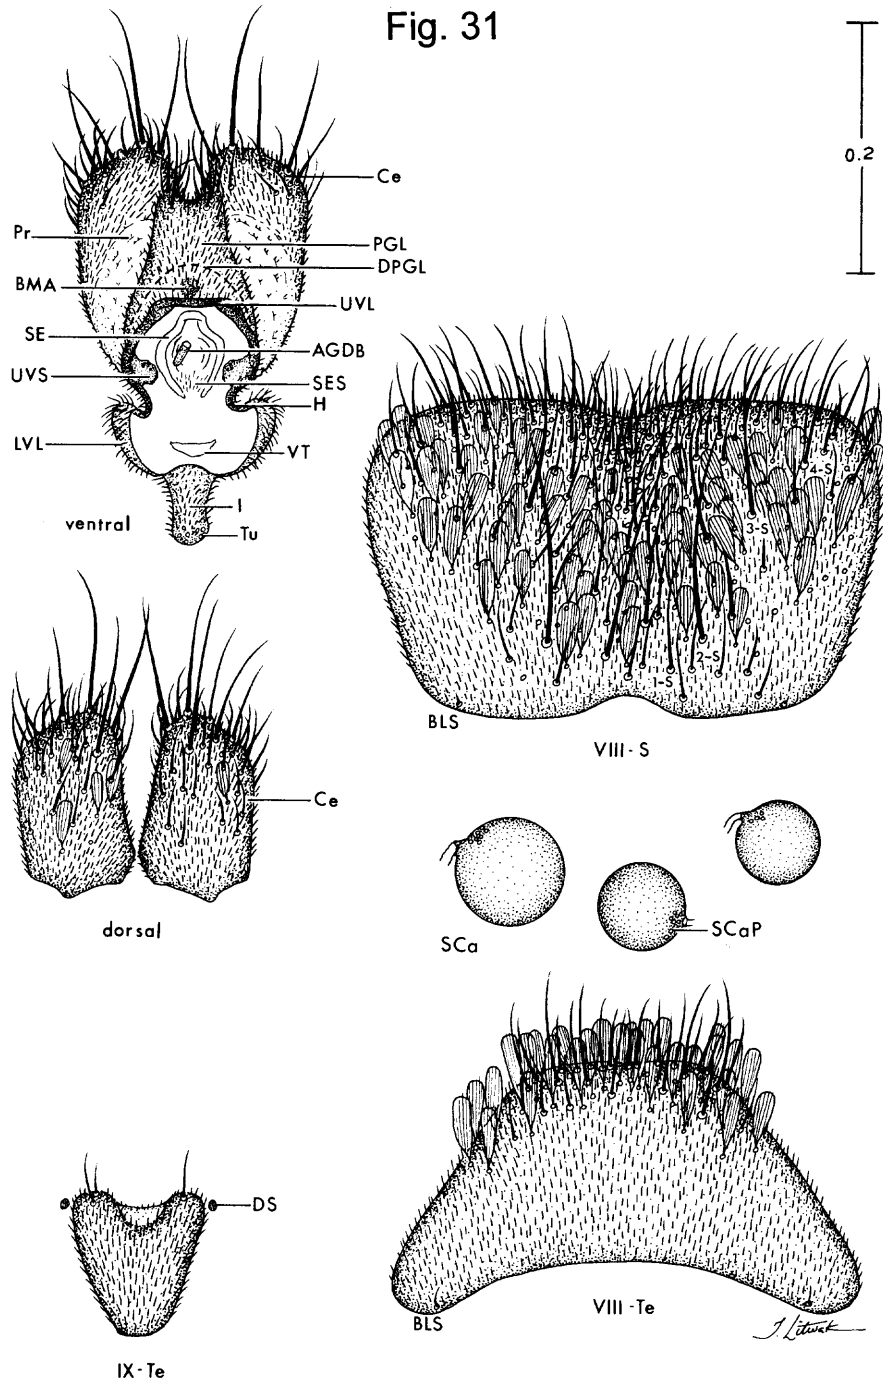 Fig. 31
0.2
Ce
Pr
PGL
DPGL
BMA
UVL
SE
AGDB
UVS
SES
H
LVL
VT
I
ventral
Tu
4-S
3-S
2-S
1-S
BLS
VIII-S
Ce
dorsal
SCa
SCaP
DS
BLS
VIII-Te
J. Litwak
IX-Te